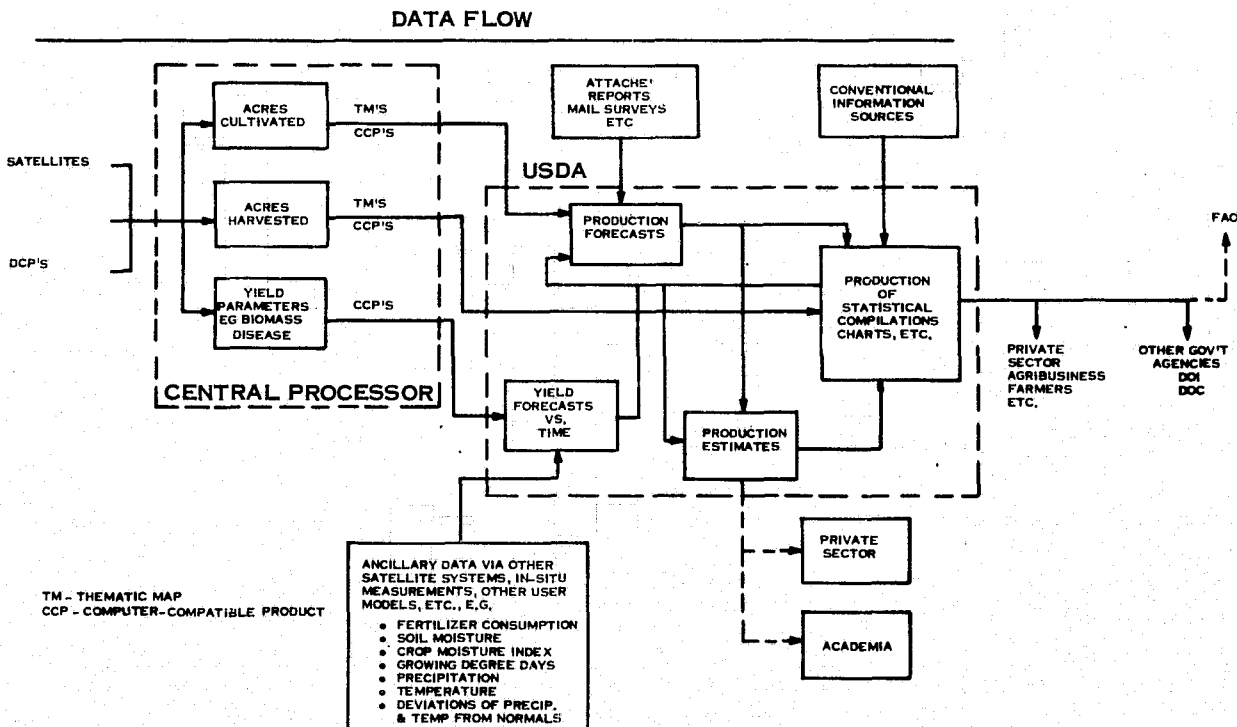 DATA FLOW
SATELLITES
DCP'S
ACRES
CULTIVATED
TM'S
CCP'S
ACRES
HARVESTED
TM'S
CCP'S
YIELD
PARAMETERS
EG BIOMASS
DISEASE
CCP'S
CENTRAL PROCESSOR
ATTACHE'
REPORTS
MAIL SURVEYS
ETC
CONVENTIONAL
INFORMATION
SOURCES
USDA
PRODUCTION
FORECASTS
PRODUCTION
OF
STATISTICAL
COMPILATIONS
CHARTS, ETC.
YIELD
FORECASTS
VS.
TIME
PRODUCTION
ESTIMATES
FAO
PRIVATE
SECTOR
AGRIBUSINESS
FARMERS
ETC.
OTHER GOV'T
AGENCIES
DOI
DOC
PRIVATE
SECTOR
ACADEMIA
ANCILLARY DATA VIA OTHER
SATELLITE SYSTEMS, IN-SITU
MEASUREMENTS, OTHER USER
MODELS, ETC., E.G.
• FERTILIZER CONSUMPTION
• SOIL MOISTURE
• CROP MOISTURE INDEX
• GROWING DEGREE DAYS
• PRECIPITATION
• TEMPERATURE
• DEVIATIONS OF PRECIP.
& TEMP FROM NORMALS
TM - THEMATIC MAP
CCP - COMPUTER-COMPATIBLE PRODUCT